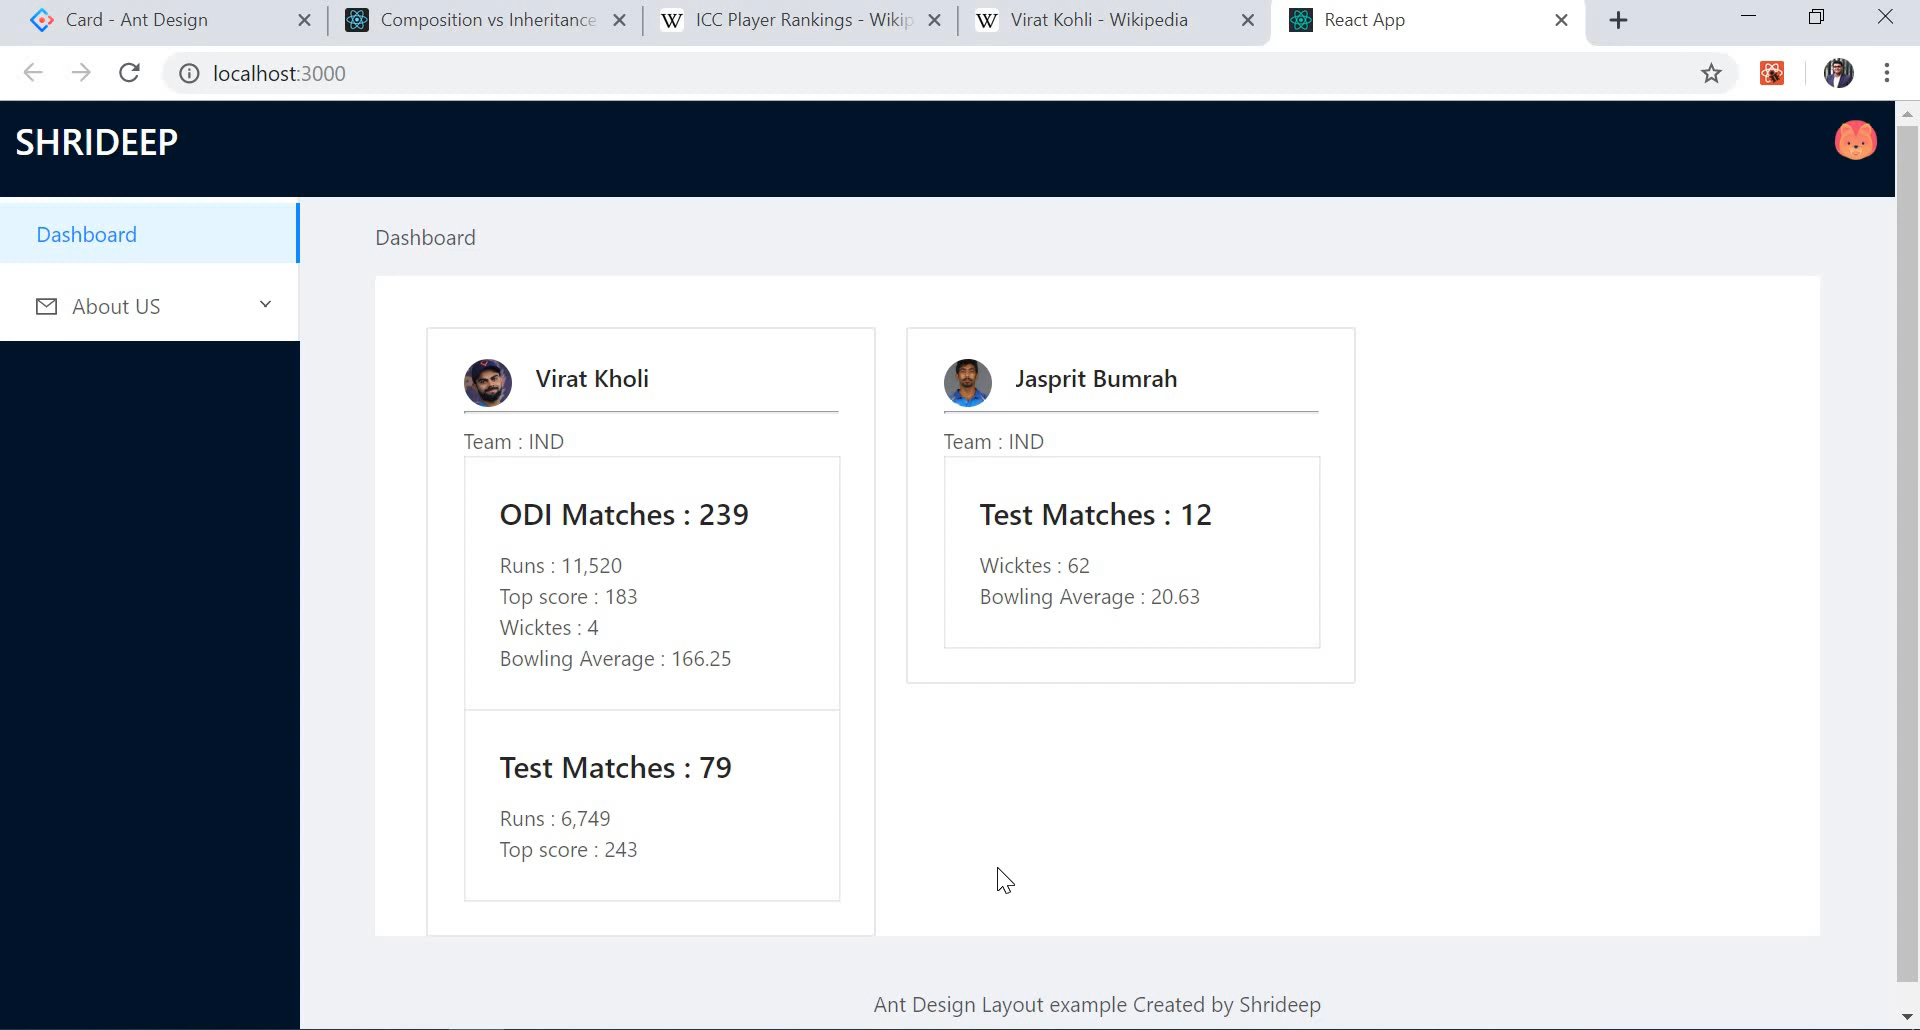 Card - Ant Design
Composition vs Inheritance
ICC Player Rankings - Wikip
Virat Kohli - Wikipedia
React App
localhost:3000
SHRIDEEP
Dashboard
About US
Dashboard
Virat Kholi
Team : IND
ODI Matches : 239
Runs : 11,520
Top score : 183
Wicktes : 4
Bowling Average : 166.25
Test Matches : 79
Runs : 6,749
Top score : 243
Jasprit Bumrah
Team : IND
Test Matches : 12
Wicktes : 62
Bowling Average : 20.63
Ant Design Layout example Created by Shrideep